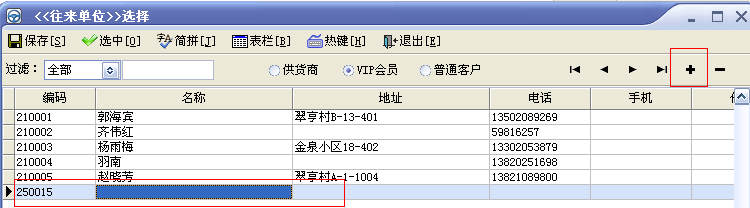 <<往来单位>>选择
保存[S] 选中[O] 简拼[J] 表栏[B] 热键[H] 退出[E]
过滤： 全部 供货商 VIP会员 普通客户
编码 名称 地址 电话 手机
210001 郭海宾 翠亨村B-13-401 13502089269
210002 齐伟红 59816257
210003 杨雨梅 金泉小区18-402 13302053879
210004 羽南 13820251698
210005 赵晓芳 翠亨村A-1-1004 13821089800
250015